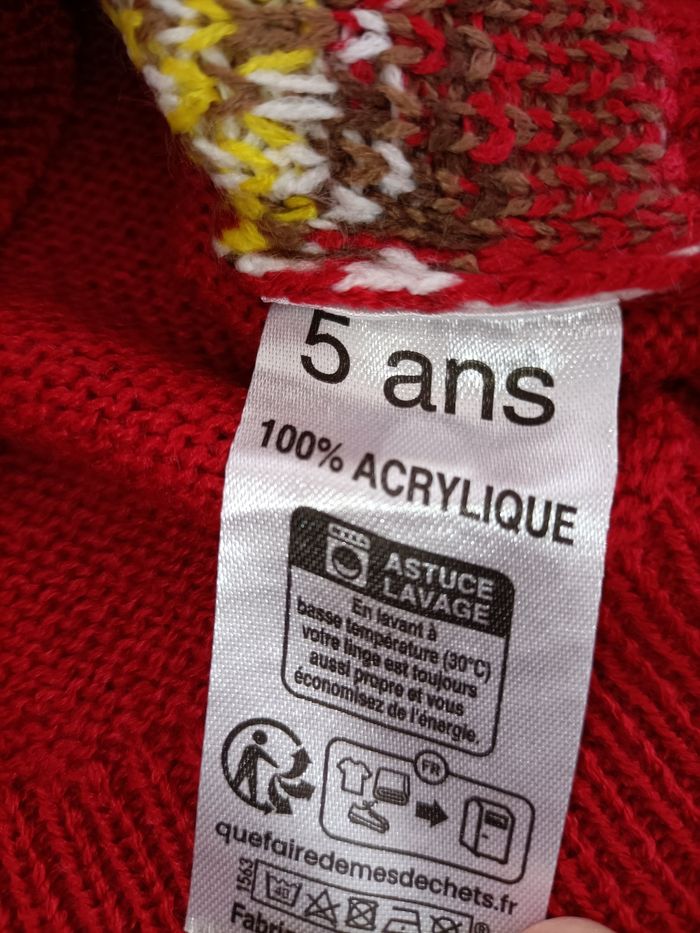 5 ans
100% ACRYLIQUE
ASTUCE
LAVAGE
En lavant à
basse température (30°C)
votre linge est toujours
aussi propre et vous
économisez de l'énergie.
FR
quefairedemesdechets.fr
1563
40
®